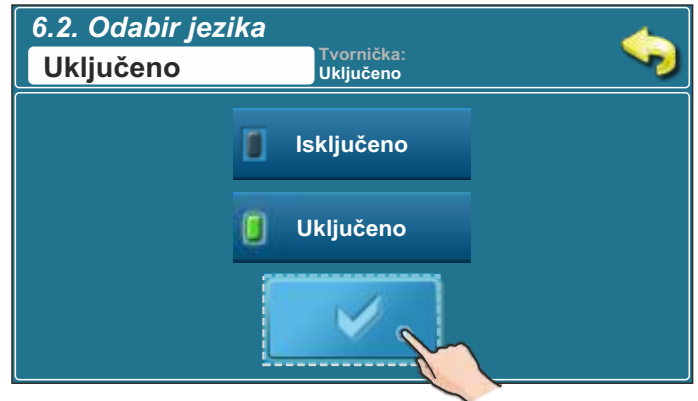 6.2. Odabir jezika
Uključeno
Tvornička:
Uključeno
Isključeno
Uključeno